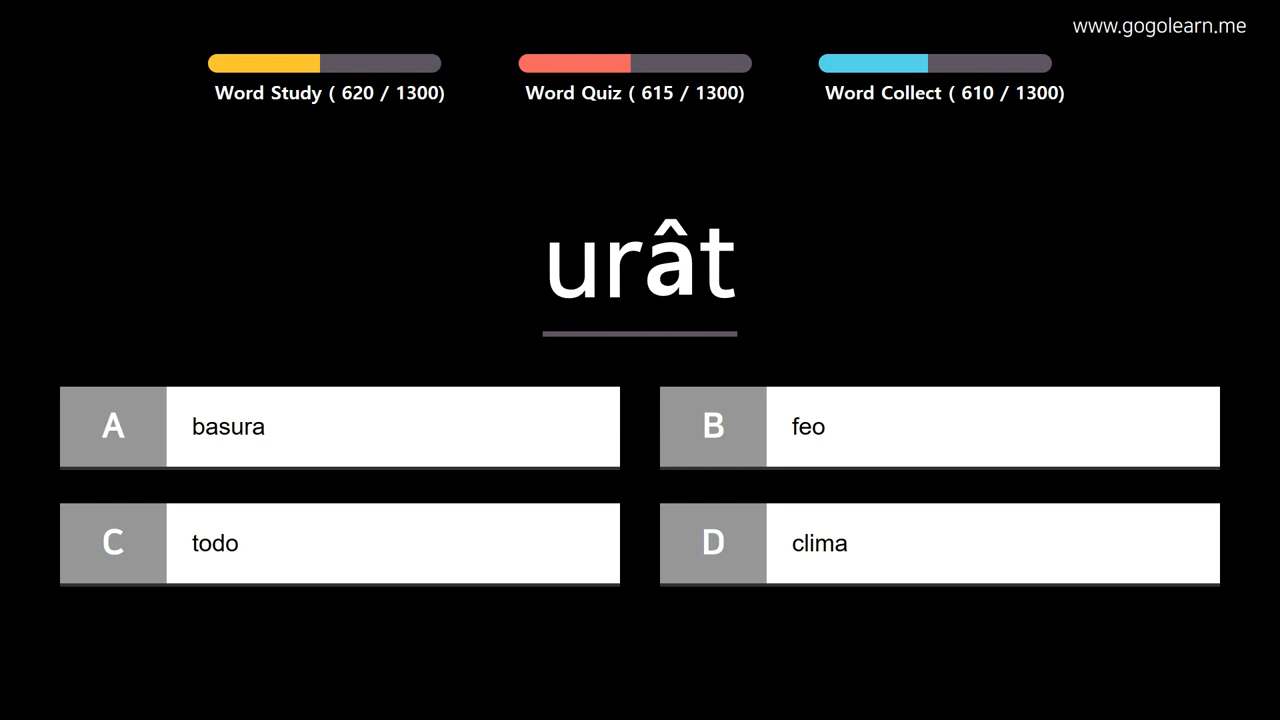 www.gogolearn.me
Word Study ( 620 / 1300)
Word Quiz ( 615 / 1300)
Word Collect ( 610 / 1300)
urât
A basura
B feo
C todo
D clima